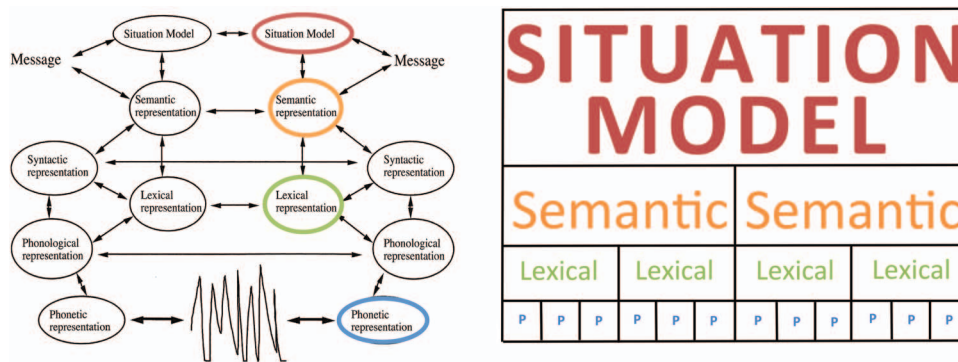 Situation Model
Situation Model
Message
Message
Semantic
representation
Semantic
representation
Syntactic
representation
Syntactic
representation
Lexical
representation
Lexical
representation
Phonological
representation
Phonological
representation
Phonetic
representation
Phonetic
representation
SITUATION
MODEL
Semantic Semantic
Lexical Lexical Lexical Lexical
P P P P P P P P P P P P